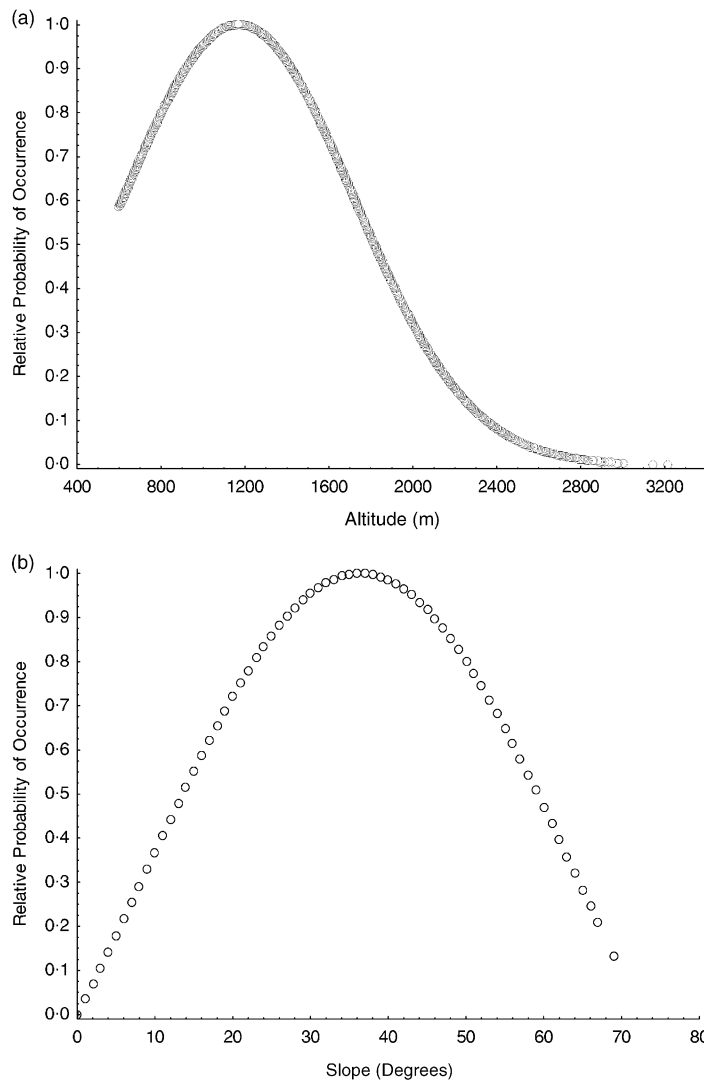 (a)
1·0
0·9
0·8
0·7
0·6
0·5
0·4
0·3
0·2
0·1
0·0
Relative Probability of Occurrence
400 800 1200 1600 2000 2400 2800 3200
Altitude (m)
(b)
1·0
0·9
0·8
0·7
0·6
0·5
0·4
0·3
0·2
0·1
0·0
Relative Probability of Occurrence
0 10 20 30 40 50 60 70 80
Slope (Degrees)